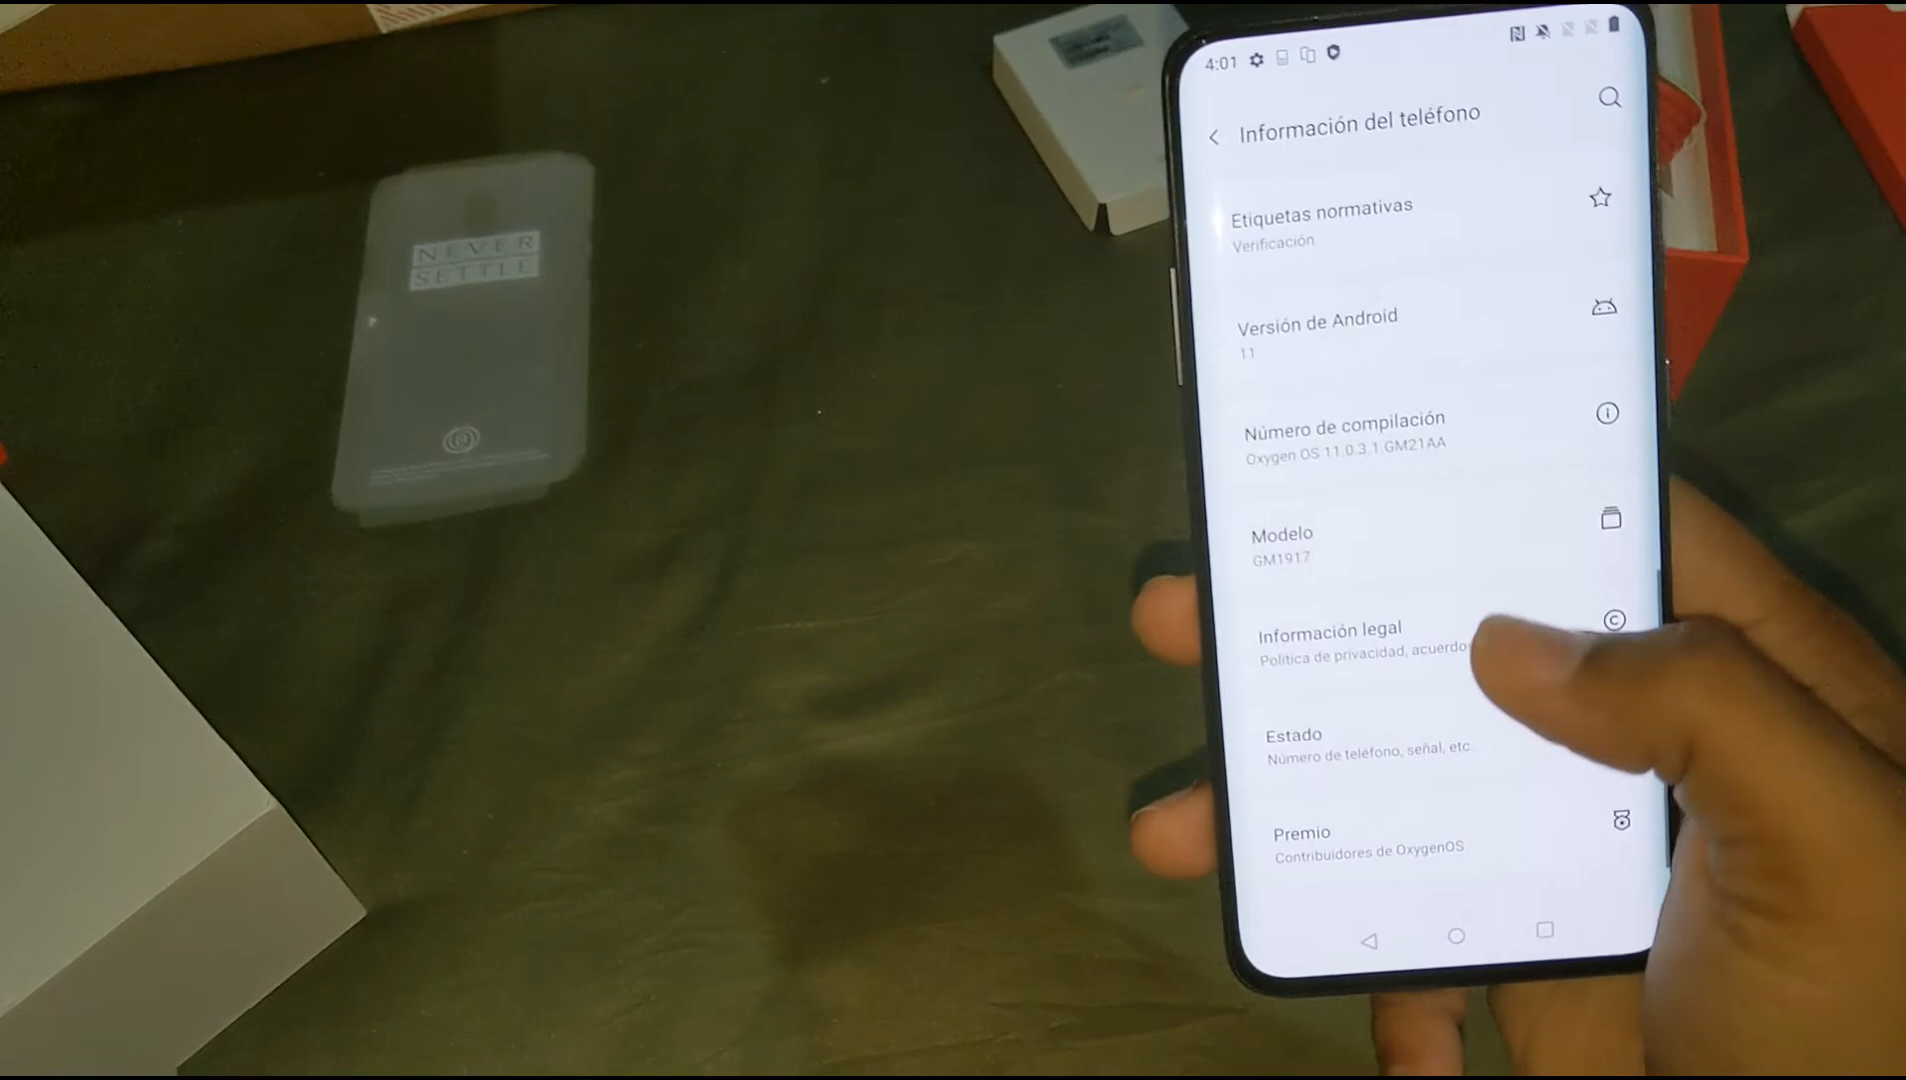 NEVER
SETTLE
4:01
Información del teléfono
Etiquetas normativas
Verificación
Versión de Android
11
Número de compilación
Oxygen OS 11.0.3.1.GM21AA
Modelo
GM1917
Información legal
Política de privacidad, acuerdo
Estado
Número de teléfono, señal, etc
Premio
Contribuidores de OxygenOS